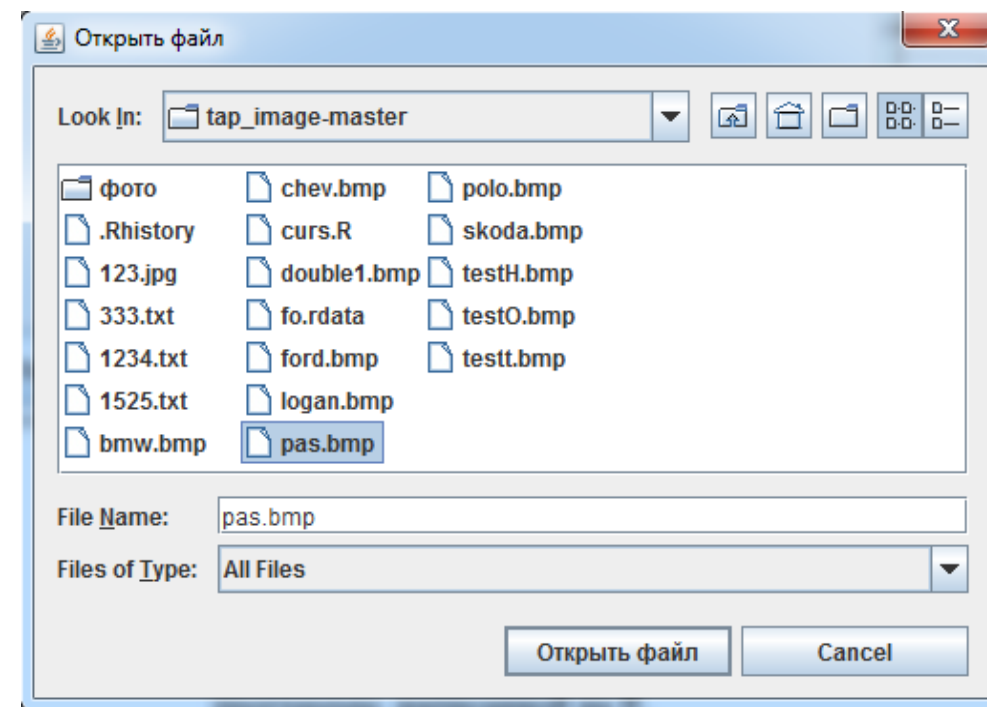 Открыть файл
Look In: tap_image-master
фото chev.bmp polo.bmp
.Rhistory curs.R skoda.bmp
123.jpg double1.bmp testH.bmp
333.txt fo.rdata testO.bmp
1234.txt ford.bmp testt.bmp
1525.txt logan.bmp
bmw.bmp pas.bmp
File Name: pas.bmp
Files of Type: All Files
Открыть файл Cancel